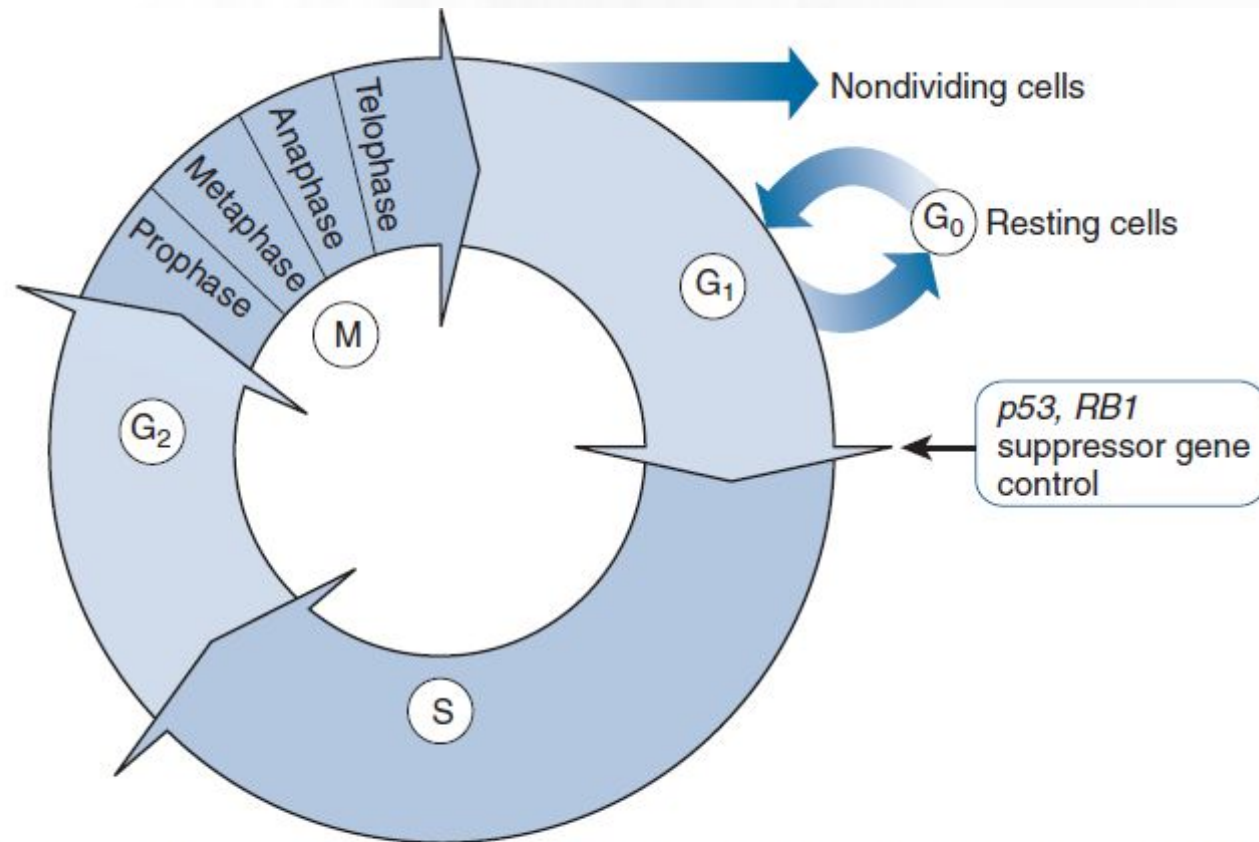 Nondividing cells
Telophase
Anaphase
Metaphase
Prophase
G₀ Resting cells
G₁
M
G₂
p53, RB1
suppressor gene
control
S